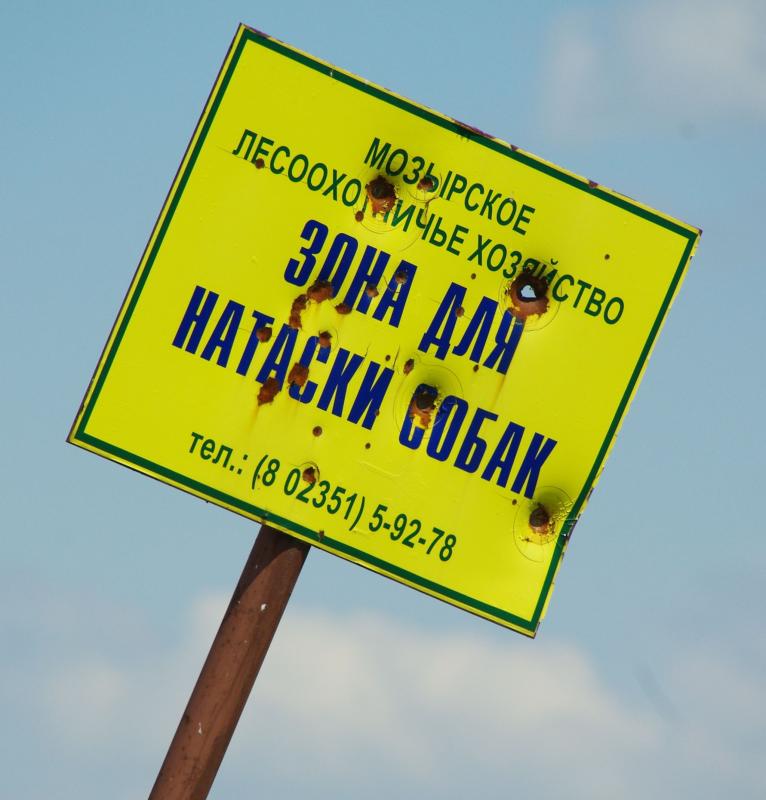 МОЗЫРСКОЕ
ЛЕСООХОТНИЧЬЕ ХОЗЯЙСТВО
ЗОНА ДЛЯ
НАТАСКИ СОБАК
тел.: (8 02351) 5-92-78